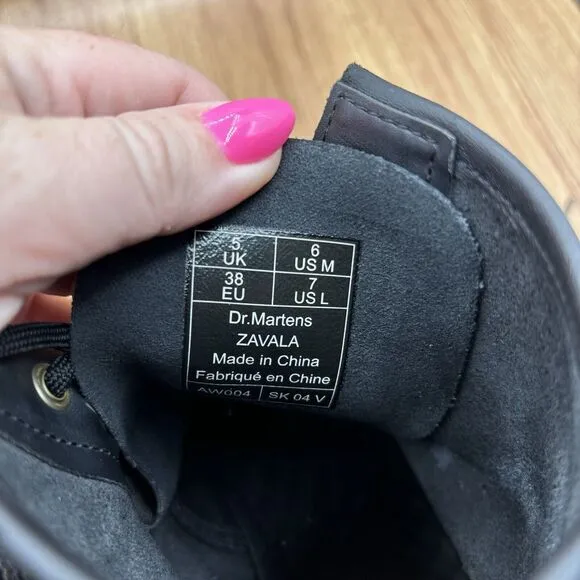 5 UK
6 US M
38 EU
7 US L
Dr.Martens
ZAVALA
Made in China
Fabriqué en Chine
AW004 SK 04 V